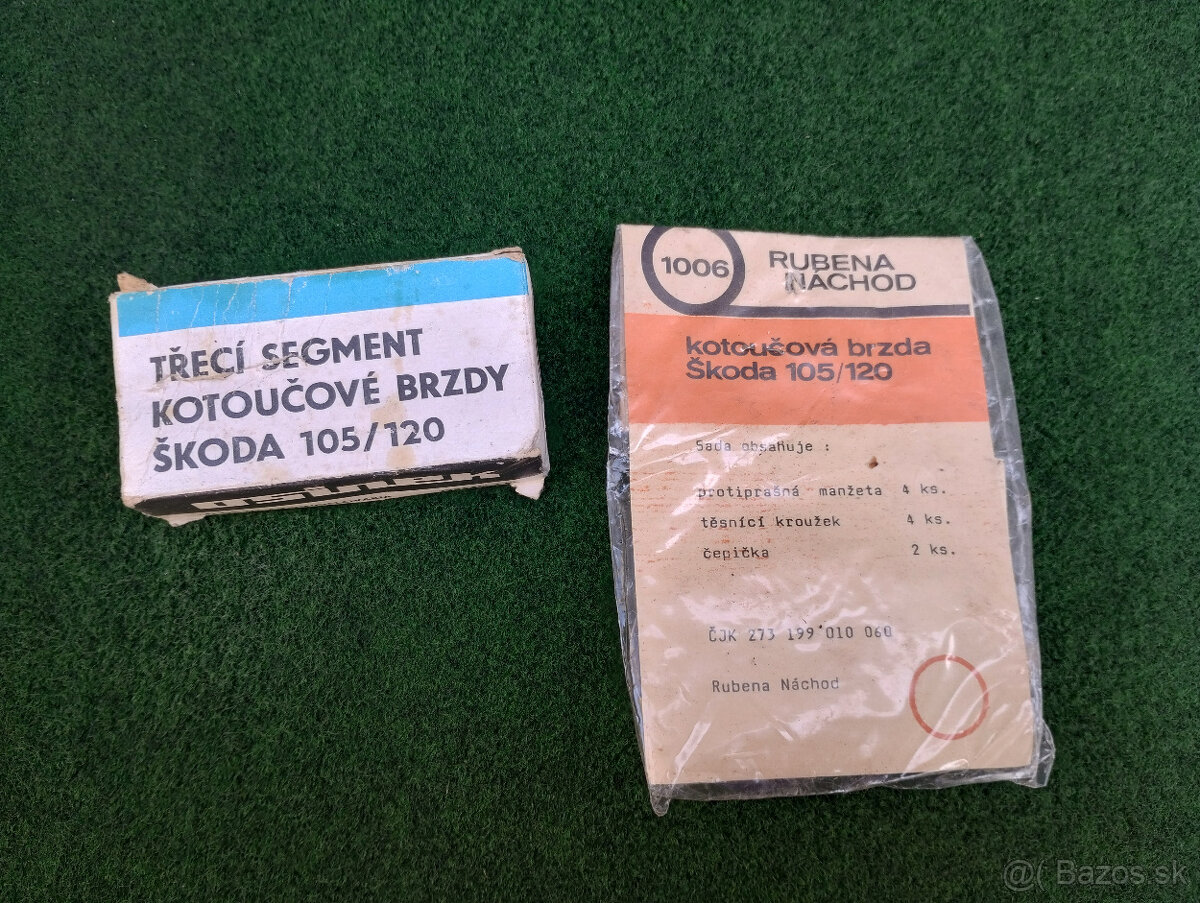 TŘECÍ SEGMENT
KOTOUČOVÉ BRZDY
ŠKODA 105/120
1006
RUBENA
NÁCHOD
kotoučová brzda
Škoda 105/120
Sada obsahuje :
protiprašná manžeta 4 ks.
těsnící kroužek 4 ks.
čepička 2 ks.
ČJK 273 199 010 060
Rubena Náchod
@( Bazos.sk